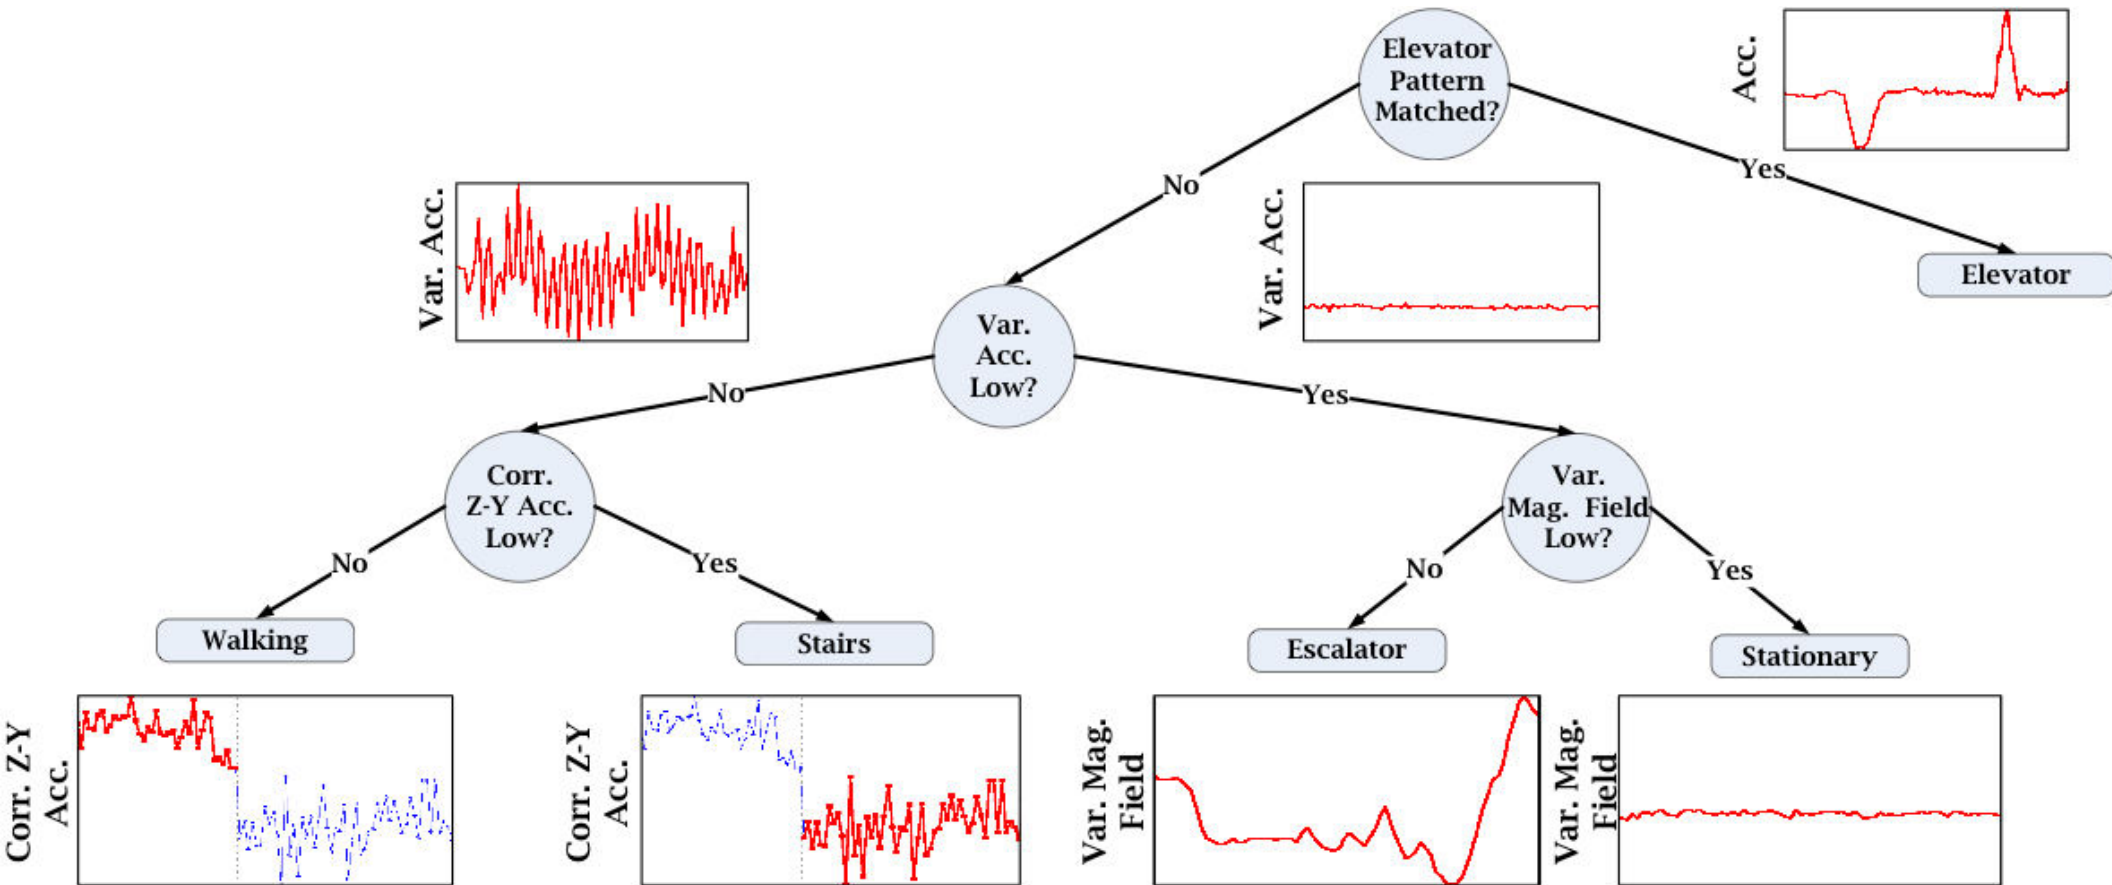 Elevator
Pattern
Matched?
Acc.
No
Yes
Var. Acc.
Var. Acc.
Elevator
Var.
Acc.
Low?
No
Yes
Corr.
Z-Y Acc.
Low?
Var.
Mag. Field
Low?
No
Yes
No
Yes
Walking
Stairs
Escalator
Stationary
Corr. Z-Y
Acc.
Corr. Z-Y
Acc.
Var. Mag.
Field
Var. Mag.
Field